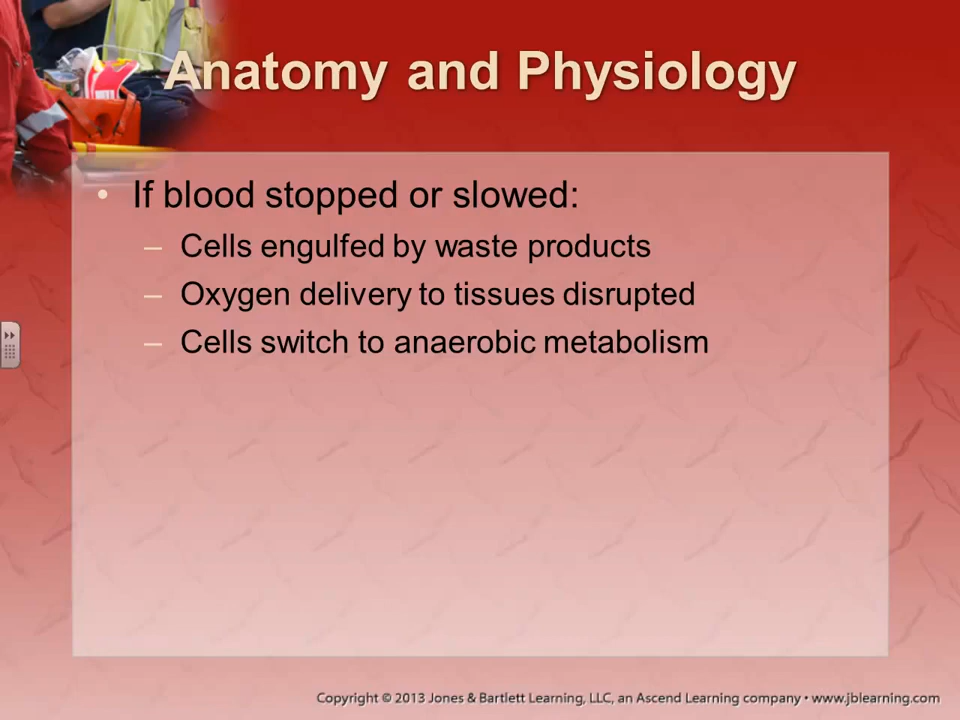 Anatomy and Physiology
• If blood stopped or slowed:
– Cells engulfed by waste products
– Oxygen delivery to tissues disrupted
– Cells switch to anaerobic metabolism
Copyright © 2013 Jones & Bartlett Learning, LLC, an Ascend Learning company • www.jblearning.com